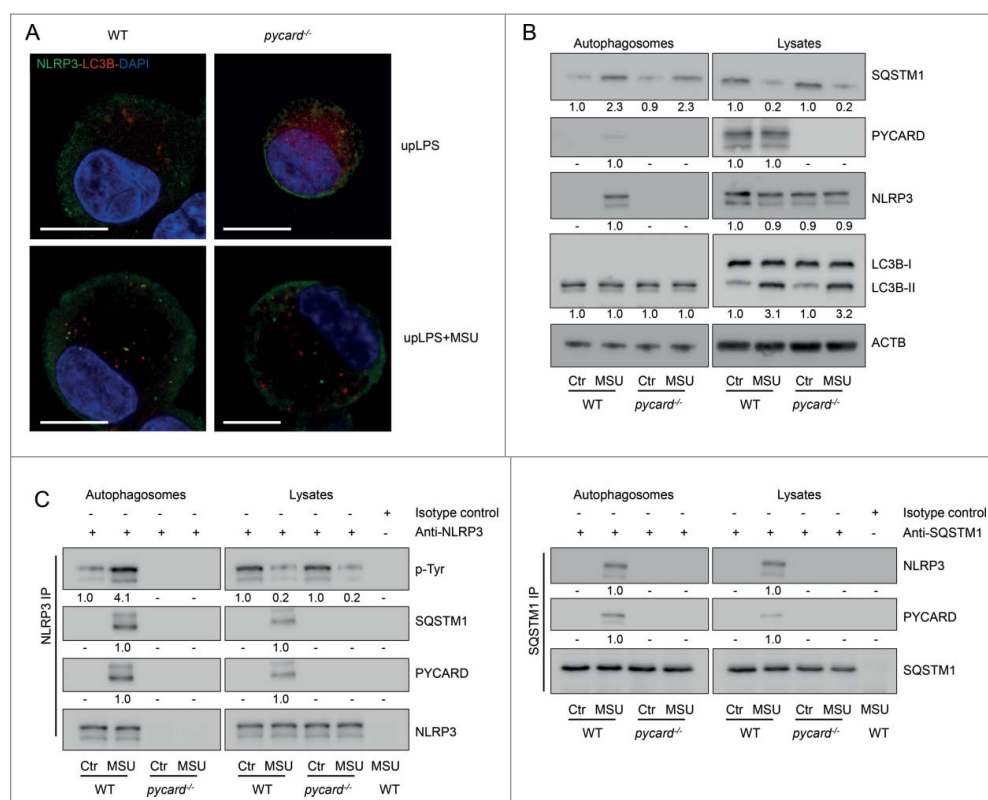 A
WT pycard-/-
NLRP3-LC3B-DAPI
upLPS
upLPS+MSU
B
Autophagosomes Lysates
SQSTM1
1.0 2.3 0.9 2.3 1.0 0.2 1.0 0.2
PYCARD
- 1.0 - - 1.0 1.0 - -
NLRP3
- 1.0 - - 1.0 0.9 0.9 0.9
LC3B-I
LC3B-II
1.0 1.0 1.0 1.0 1.0 3.1 1.0 3.2
ACTB
Ctr MSU Ctr MSU Ctr MSU Ctr MSU
WT pycard-/- WT pycard-/-
C
Autophagosomes Lysates
- - - - - - - - + Isotype control
+ + + + + + + + - Anti-NLRP3
NLRP3 IP
p-Tyr
1.0 4.1 - - 1.0 0.2 1.0 0.2 -
SQSTM1
- 1.0 - - - 1.0 - - -
PYCARD
- 1.0 - - - 1.0 - - -
NLRP3
Ctr MSU Ctr MSU Ctr MSU Ctr MSU MSU
WT pycard-/- WT pycard-/- WT
Autophagosomes Lysates
- - - - - - - - + Isotype control
+ + + + + + + + - Anti-SQSTM1
SQSTM1 IP
NLRP3
- 1.0 - - - 1.0 - - -
PYCARD
- 1.0 - - - 1.0 - - -
SQSTM1
Ctr MSU Ctr MSU Ctr MSU Ctr MSU MSU
WT pycard-/- WT pycard-/- WT